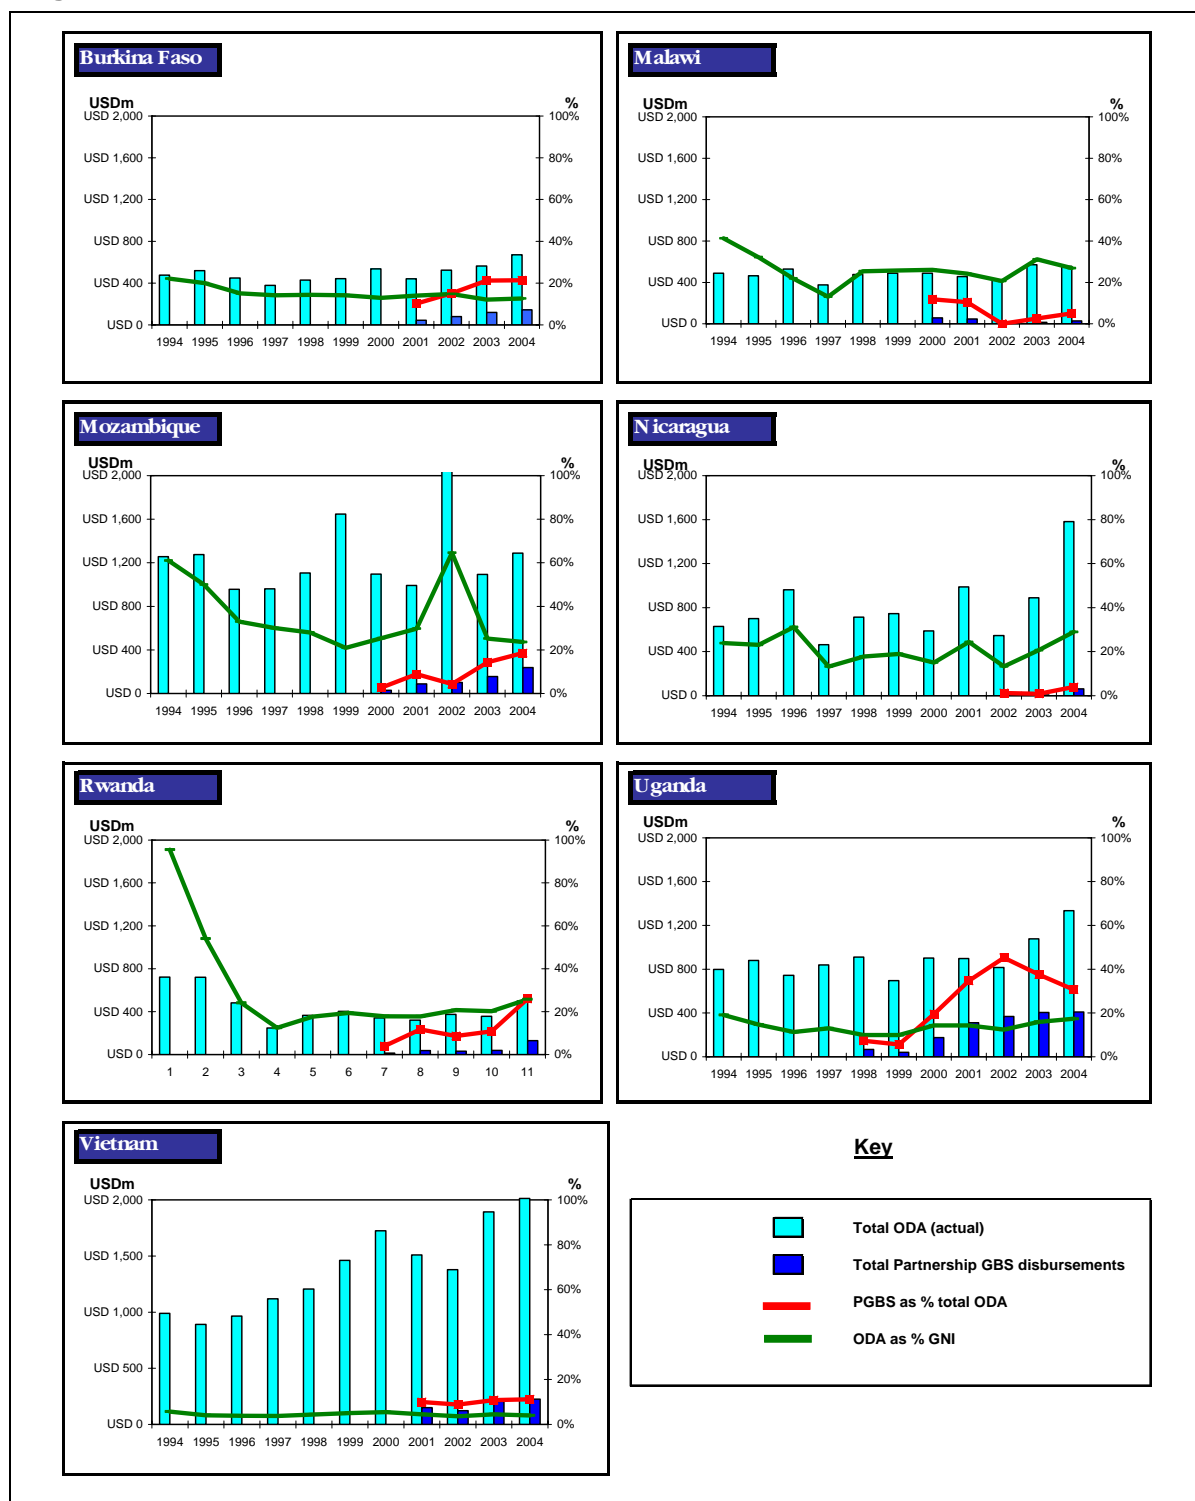 Burkina Faso
USDm %
USD 2,000 100%
USD 1,600 80%
USD 1,200 60%
USD 800 40%
USD 400 20%
USD 0 0%
1994 1995 1996 1997 1998 1999 2000 2001 2002 2003 2004
Malawi
USDm %
USD 2,000 100%
USD 1,600 80%
USD 1,200 60%
USD 800 40%
USD 400 20%
USD 0 0%
1994 1995 1996 1997 1998 1999 2000 2001 2002 2003 2004
Mozambique
USDm %
USD 2,000 100%
USD 1,600 80%
USD 1,200 60%
USD 800 40%
USD 400 20%
USD 0 0%
1994 1995 1996 1997 1998 1999 2000 2001 2002 2003 2004
Nicaragua
USDm %
USD 2,000 100%
USD 1,600 80%
USD 1,200 60%
USD 800 40%
USD 400 20%
USD 0 0%
1994 1995 1996 1997 1998 1999 2000 2001 2002 2003 2004
Rwanda
USDm %
USD 2,000 100%
USD 1,600 80%
USD 1,200 60%
USD 800 40%
USD 400 20%
USD 0 0%
1 2 3 4 5 6 7 8 9 10 11
Uganda
USDm %
USD 2,000 100%
USD 1,600 80%
USD 1,200 60%
USD 800 40%
USD 400 20%
USD 0 0%
1994 1995 1996 1997 1998 1999 2000 2001 2002 2003 2004
Vietnam
USDm %
USD 2,000 100%
80%
USD 1,500
60%
USD 1,000
40%
USD 500
20%
USD 0 0%
1994 1995 1996 1997 1998 1999 2000 2001 2002 2003 2004
Key
Total ODA (actual)
Total Partnership GBS disbursements
PGBS as % total ODA
ODA as % GNI